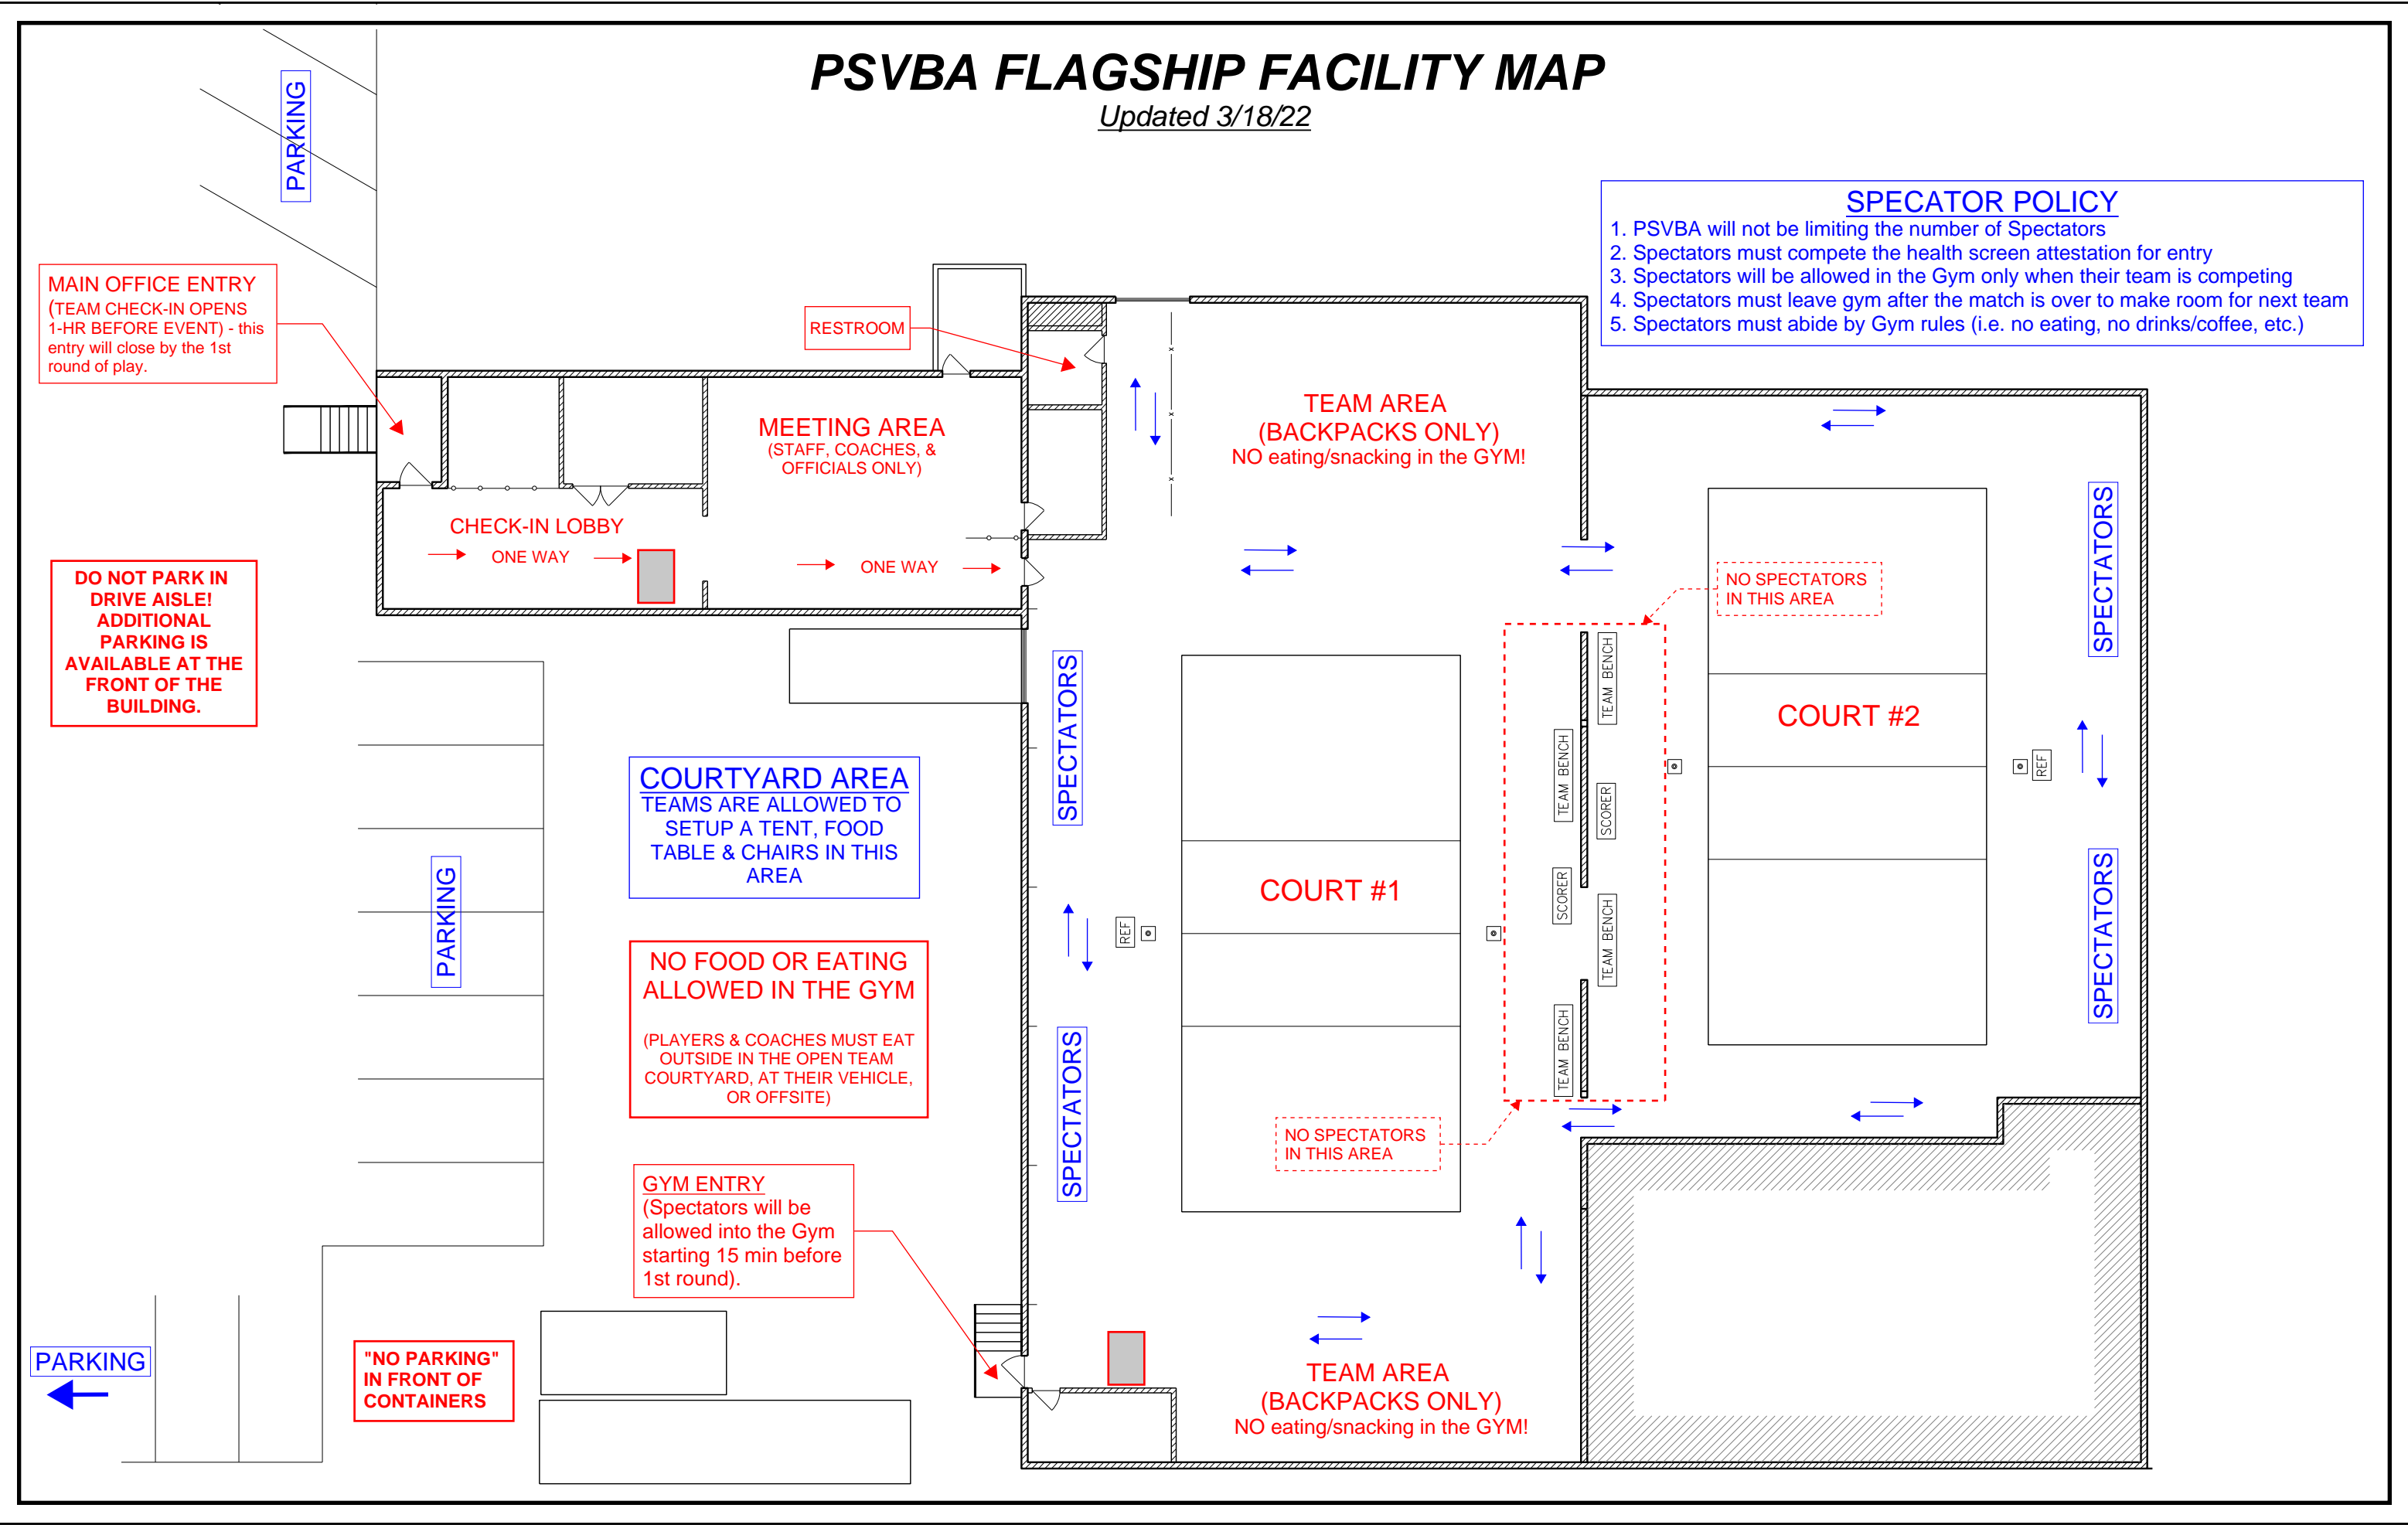 PSVBA FLAGSHIP FACILITY MAP
Updated 3/18/22
PARKING
SPECATOR POLICY
1. PSVBA will not be limiting the number of Spectators
2. Spectators must compete the health screen attestation for entry
3. Spectators will be allowed in the Gym only when their team is competing
4. Spectators must leave gym after the match is over to make room for next team
5. Spectators must abide by Gym rules (i.e. no eating, no drinks/coffee, etc.)
MAIN OFFICE ENTRY
(TEAM CHECK-IN OPENS
1-HR BEFORE EVENT) - this
entry will close by the 1st
round of play.
RESTROOM
MEETING AREA
(STAFF, COACHES, &
OFFICIALS ONLY)
TEAM AREA
(BACKPACKS ONLY)
NO eating/snacking in the GYM!
x
x
x
CHECK-IN LOBBY
ONE WAY
ONE WAY
DO NOT PARK IN
DRIVE AISLE!
ADDITIONAL
PARKING IS
AVAILABLE AT THE
FRONT OF THE
BUILDING.
NO SPECTATORS
IN THIS AREA
SPECTATORS
SPECTATORS
TEAM BENCH
COURT #2
TEAM BENCH
SCORER
REF
COURTYARD AREA
TEAMS ARE ALLOWED TO
SETUP A TENT, FOOD
TABLE & CHAIRS IN THIS
AREA
PARKING
COURT #1
SCORER
TEAM BENCH
REF
SPECTATORS
NO FOOD OR EATING
ALLOWED IN THE GYM
(PLAYERS & COACHES MUST EAT
OUTSIDE IN THE OPEN TEAM
COURTYARD, AT THEIR VEHICLE,
OR OFFSITE)
SPECTATORS
TEAM BENCH
NO SPECTATORS
IN THIS AREA
GYM ENTRY
(Spectators will be
allowed into the Gym
starting 15 min before
1st round).
PARKING
"NO PARKING"
IN FRONT OF
CONTAINERS
TEAM AREA
(BACKPACKS ONLY)
NO eating/snacking in the GYM!